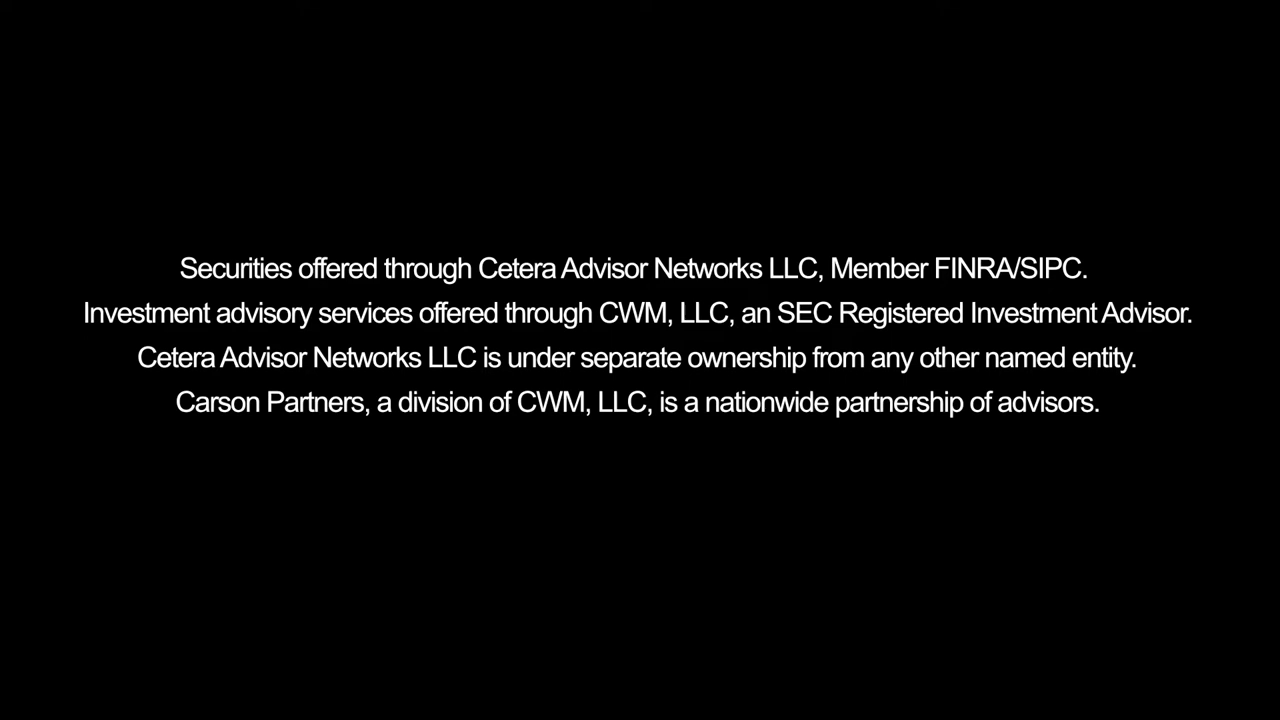 Securities offered through Cetera Advisor Networks LLC, Member FINRA/SIPC.
Investment advisory services offered through CWM, LLC, an SEC Registered Investment Advisor.
Cetera Advisor Networks LLC is under separate ownership from any other named entity.
Carson Partners, a division of CWM, LLC, is a nationwide partnership of advisors.